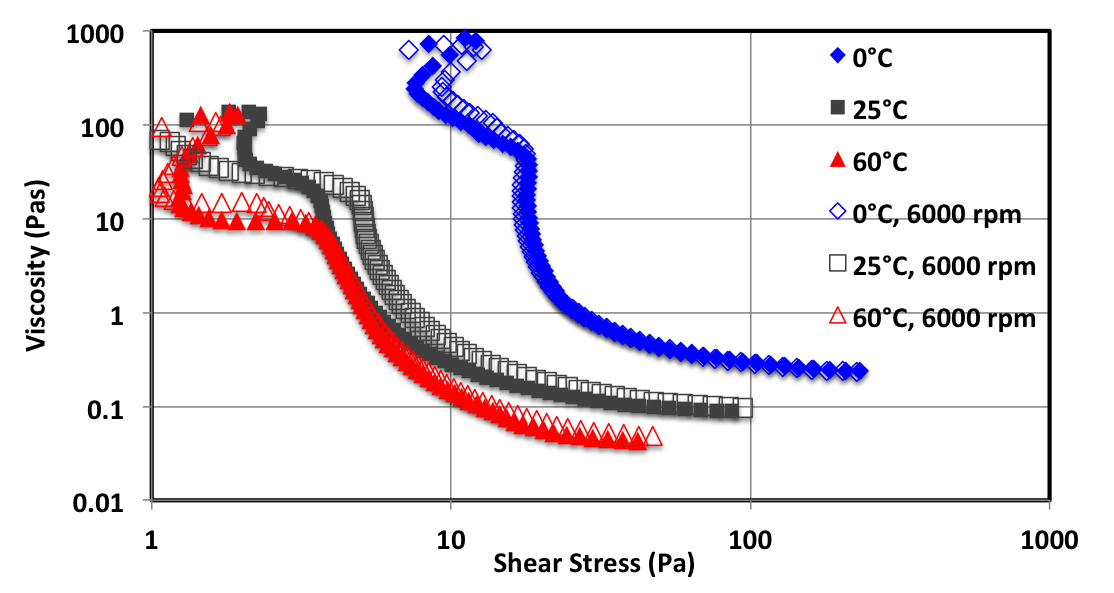 1000
100
10
1
0.1
0.01
Viscosity (Pas)
0°C
25°C
60°C
0°C, 6000 rpm
25°C, 6000 rpm
60°C, 6000 rpm
1
10
100
1000
Shear Stress (Pa)